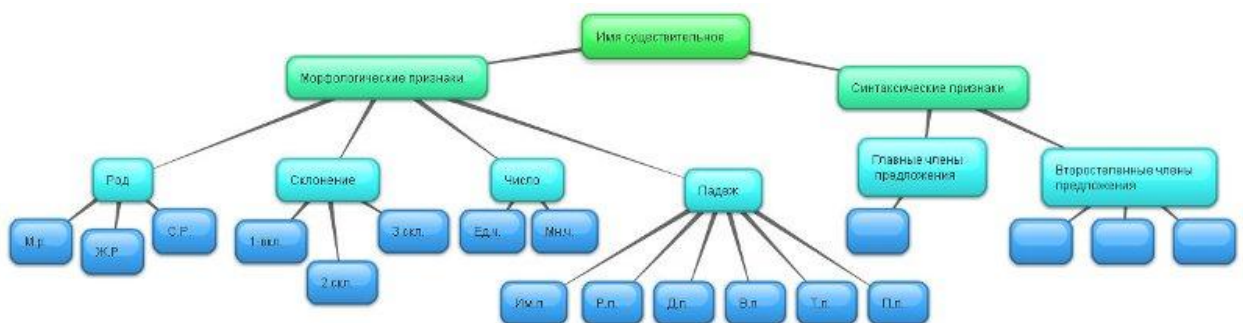 Имя существительное
Морфологические признаки
Синтаксические признаки
Род
Склонение
Число
Падеж
Главные члены
предложения
Второстепенные члены
предложения
М.р.
Ж.Р.
С.Р.
1-вкл.
2.скл.
3.скл.
Ед.ч.
Мн.ч.
Им.п.
Р.п.
Д.п.
В.п.
Т.п.
П.п.